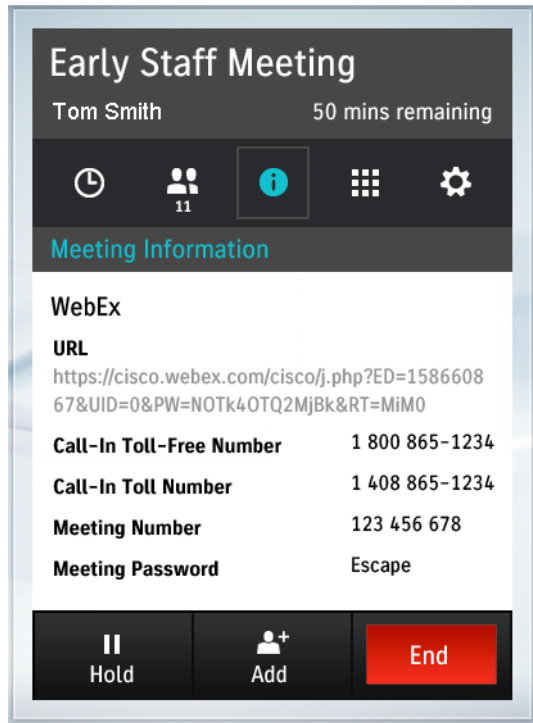 Early Staff Meeting
Tom Smith 50 mins remaining
11
Meeting Information
WebEx
URL
https://cisco.webex.com/cisco/j.php?ED=1586608
67&UID=0&PW=NOTk4OTQ2MjBk&RT=MiM0
Call-In Toll-Free Number 1 800 865-1234
Call-In Toll Number 1 408 865-1234
Meeting Number 123 456 678
Meeting Password Escape
Hold Add End